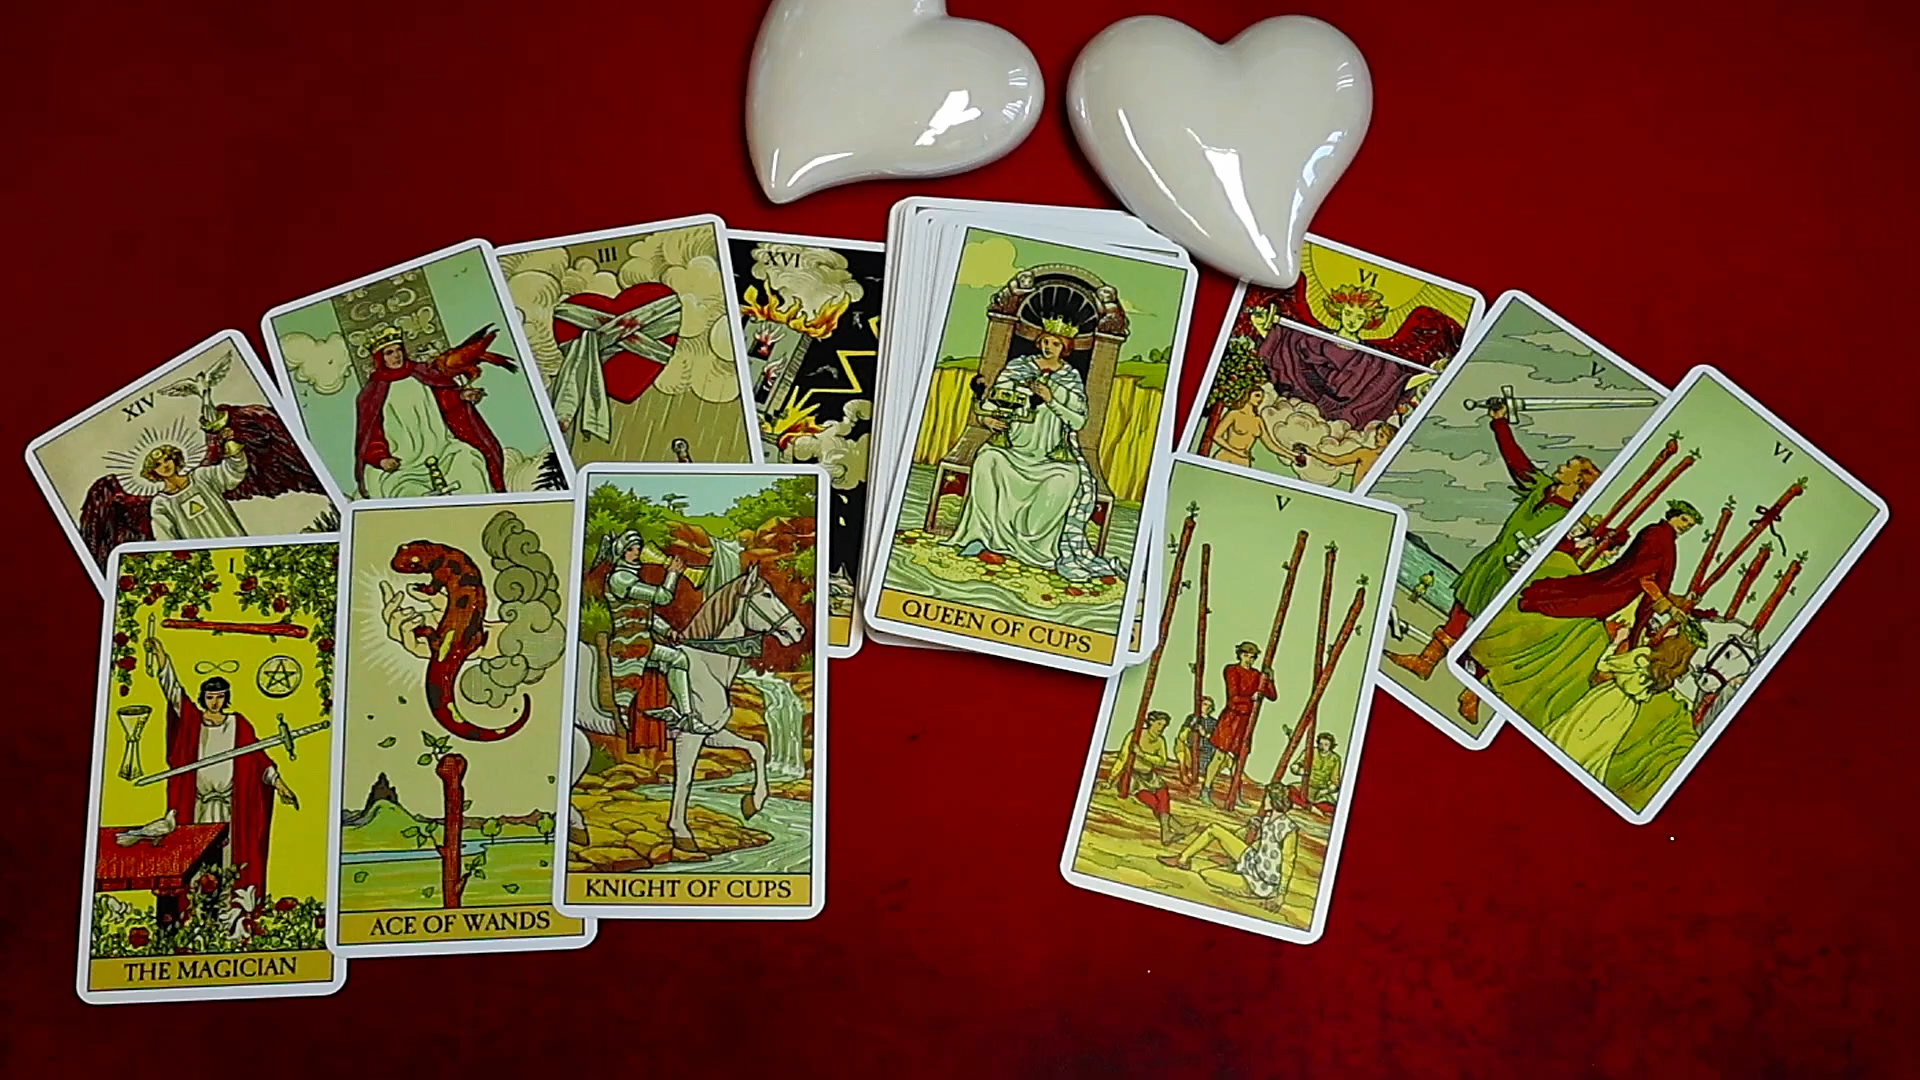 III
XVI
VI
XIV
V
VI
V
QUEEN OF CUPS
S
I
KNIGHT OF CUPS
ACE OF WANDS
THE MAGICIAN